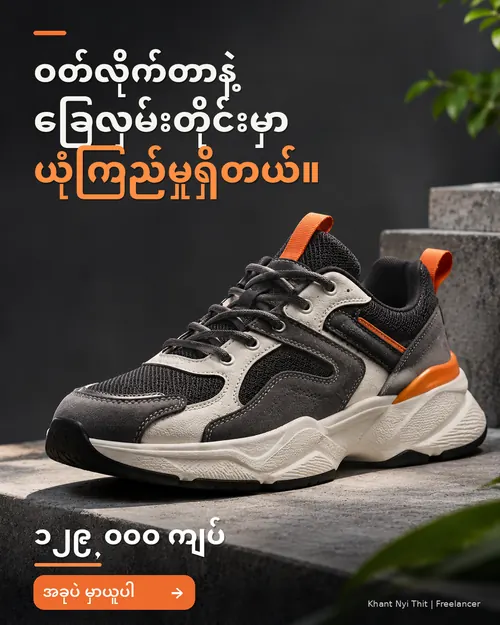 ဝတ်လိုက်တာနဲ့
ခြေလှမ်းတိုင်းမှာ
ယုံကြည်မှုရှိတယ်။
၁၂၉,၀၀၀ ကျပ်
အခုပဲ မှာယူပါ →
Khant Nyi Thit | Freelancer